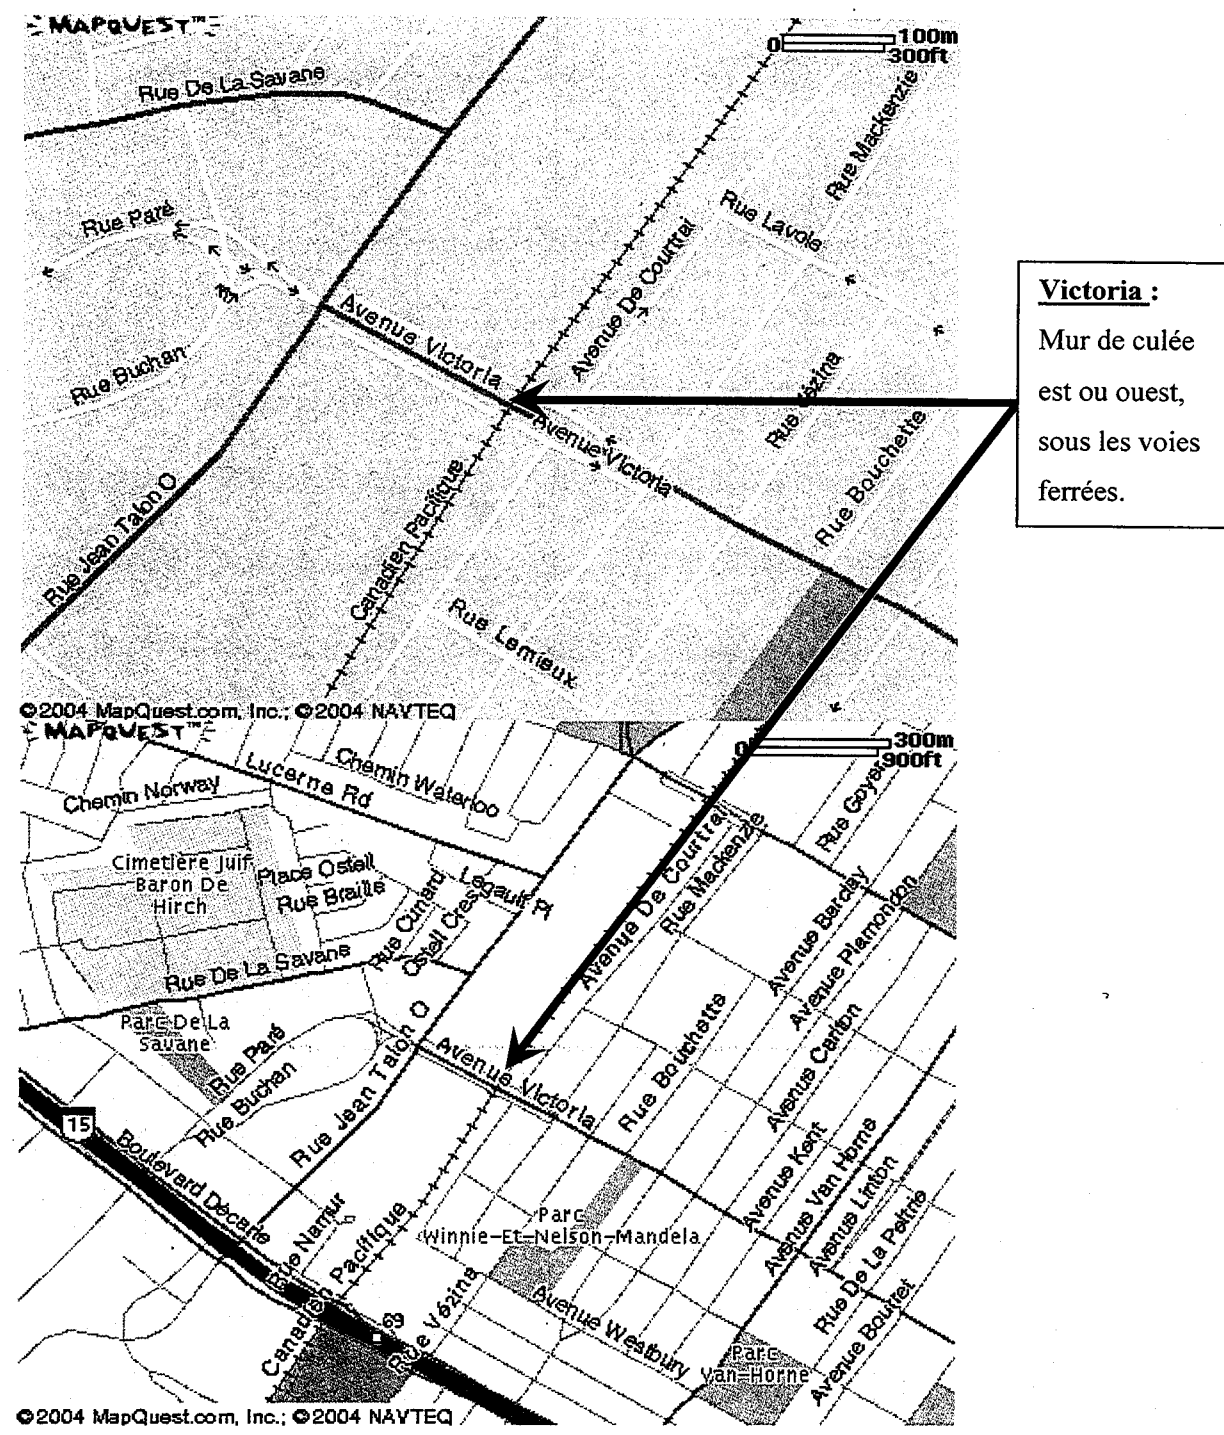 MAPQUEST™
0 100m
300ft
Rue De La Savane
Rue Mackenzie
Rue Paré
Rue Lavoie
Avenue De Courtrai
Avenue Victoria
Rue Buchan
Rue Vézina
Avenue Victoria
Rue Bouchette
Rue Jean Talon O
Canadien Pacifique
Rue Lemieux
©2004 MapQuest.com, Inc.; ©2004 NAVTEQ
Victoria :
Mur de culée
est ou ouest,
sous les voies
ferrées.
MAPQUEST™
0 300m
900ft
Lucerne Rd
Chemin Waterloo
Chemin Norway
Rue Goyer
Cimetière Juif
Baron De
Hirch
Place Ostell
Rue Braille
Legault Pl
Rue Cunard
Ostell Cres
Avenue De Courtrai
Rue Mackenzie
Avenue Barclay
Avenue Plamondon
Rue De La Savane
Parc De La
Savane
Rue Paré
Rue Buchan
Rue Jean Talon O
Avenue Victoria
Rue Bouchette
Avenue Carlton
Avenue Kent
Avenue Van Horne
Avenue Linton
Rue De La Peltrie
Avenue Bourret
15
Boulevard Décarie
Rue Namur
Canadien Pacifique
Parc
Winnie-Et-Nelson-Mandela
Rue Vézina
69
Avenue Westbury
Parc
Van-Horne
©2004 MapQuest.com, Inc.; ©2004 NAVTEQ